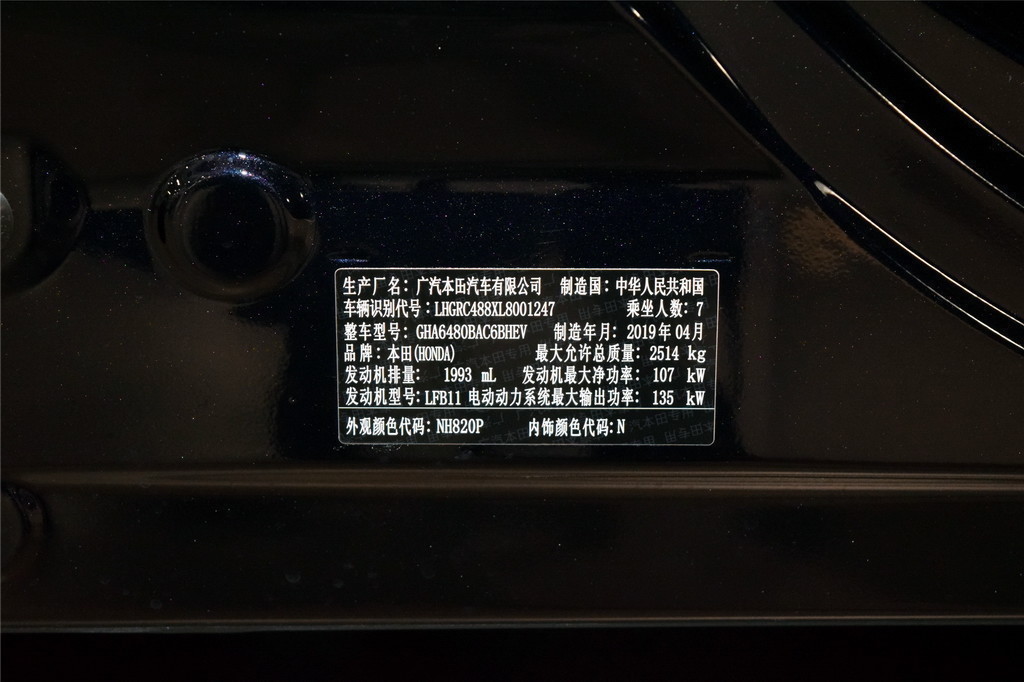 生产厂名：广汽本田汽车有限公司 制造国：中华人民共和国
车辆识别代号：LHGRC488XL8001247 乘坐人数：7
整车型号：GHA6480BAC6BHEV 制造年月：2019年04月
品牌：本田(HONDA) 最大允许总质量：2514 kg
发动机排量： 1993 mL 发动机最大净功率： 107 kW
发动机型号：LFB11 电动动力系统最大输出功率： 135 kW
外观颜色代码：NH820P 内饰颜色代码：N